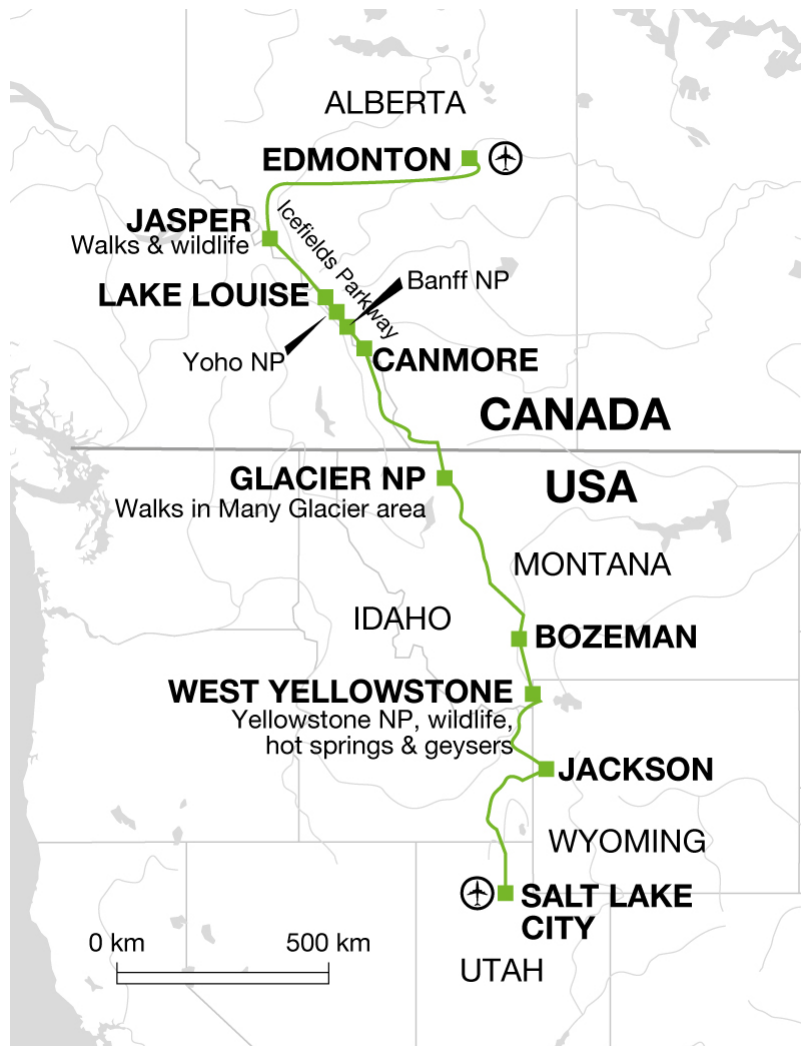 ALBERTA
EDMONTON
JASPER
Walks & wildlife
Icefields Parkway
Banff NP
LAKE LOUISE
Yoho NP
CANMORE
CANADA
GLACIER NP
USA
Walks in Many Glacier area
MONTANA
IDAHO
BOZEMAN
WEST YELLOWSTONE
Yellowstone NP, wildlife,
hot springs & geysers
JACKSON
WYOMING
SALT LAKE
CITY
0 km 500 km
UTAH